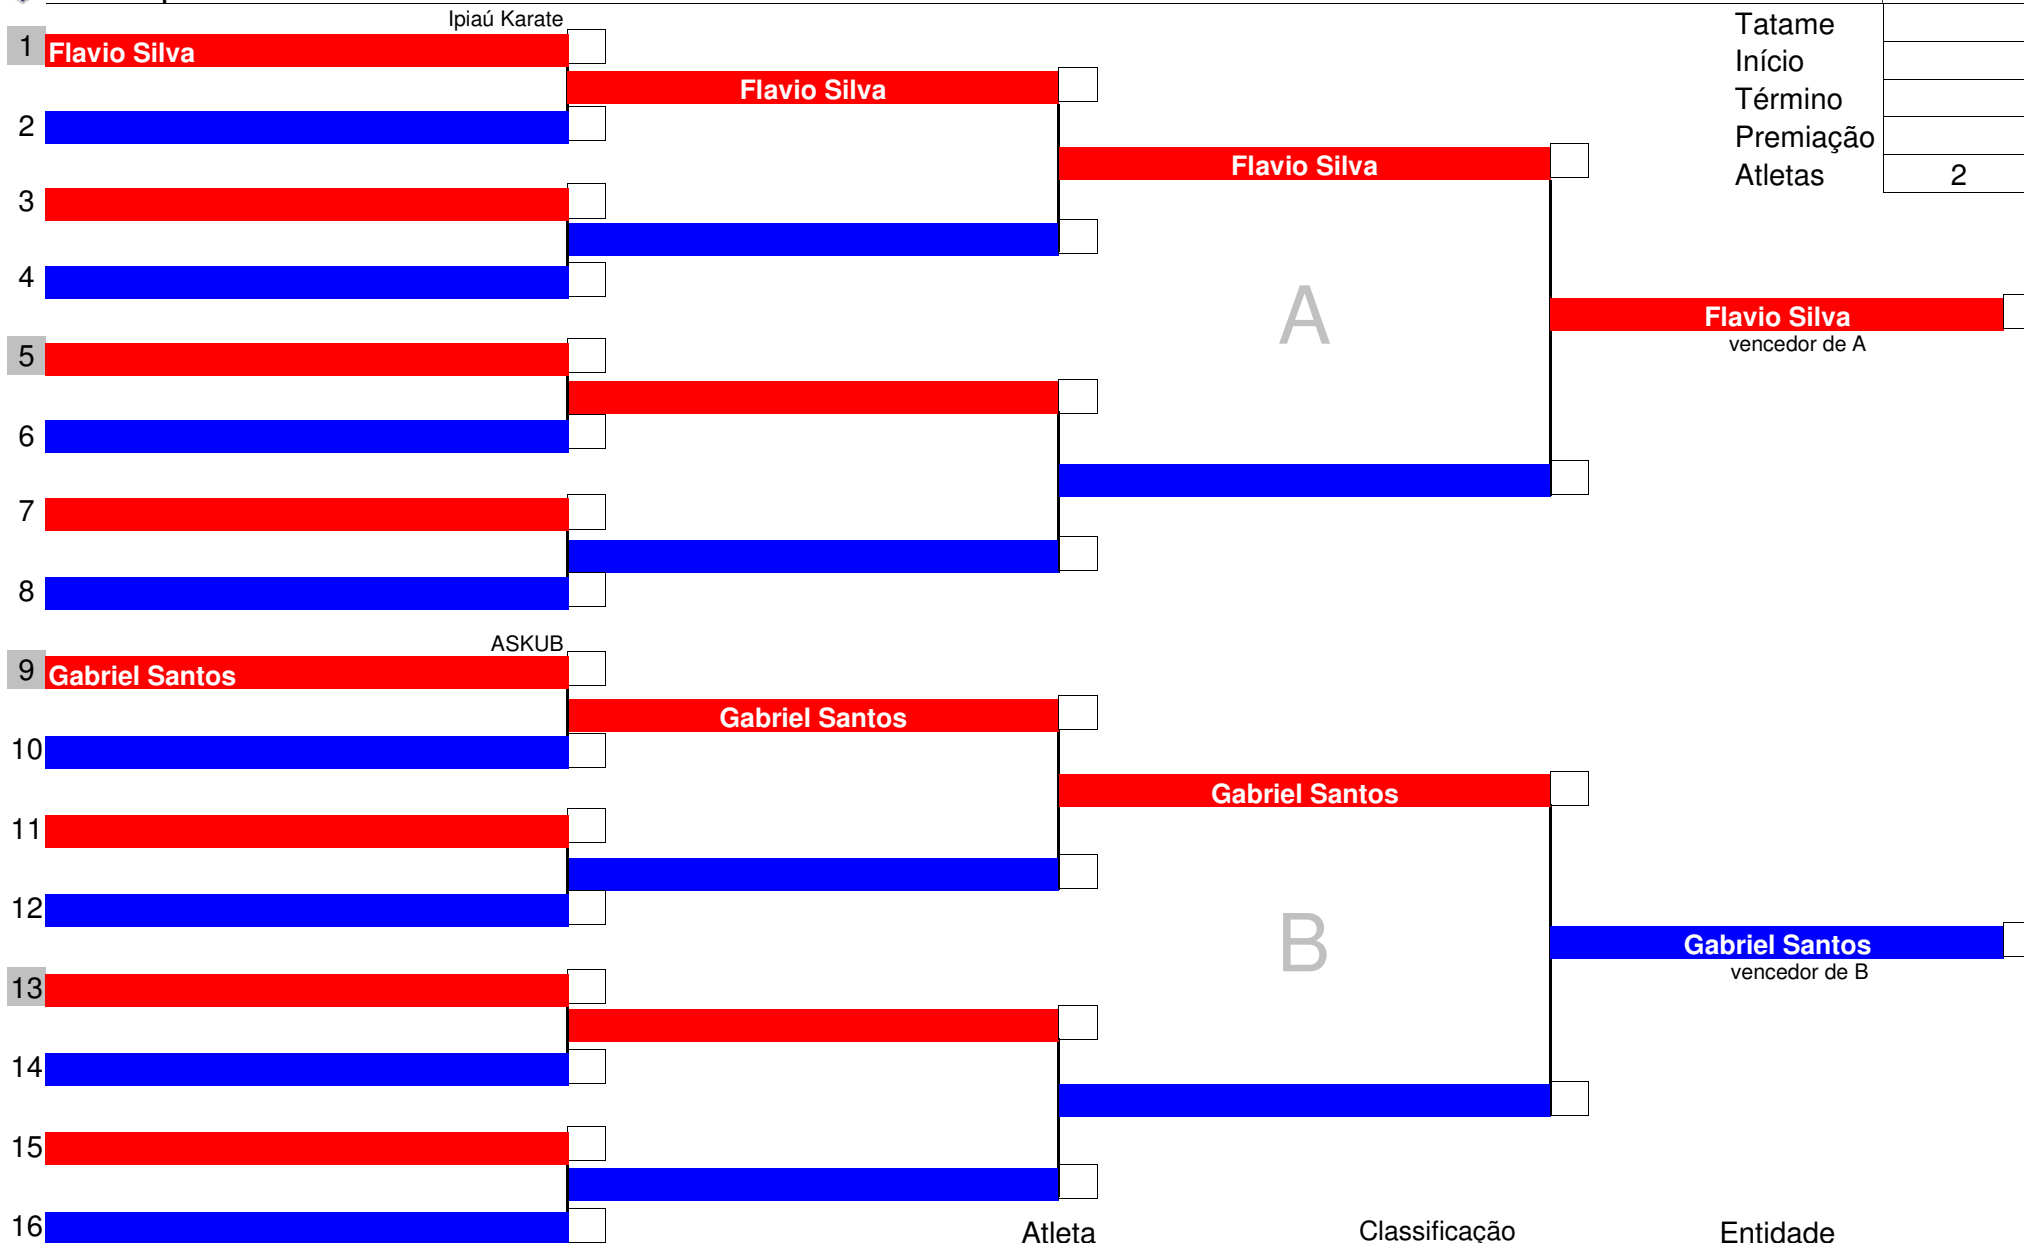 Ipiaú Karate
1 Flavio Silva
Flavio Silva
2
Flavio Silva
3
4
A
Flavio Silva
vencedor de A
5
6
7
8
ASKUB
9 Gabriel Santos
Gabriel Santos
10
Gabriel Santos
11
12
B
Gabriel Santos
vencedor de B
13
14
15
16
Tatame
Início
Término
Premiação
Atletas 2
Atleta Classificação Entidade